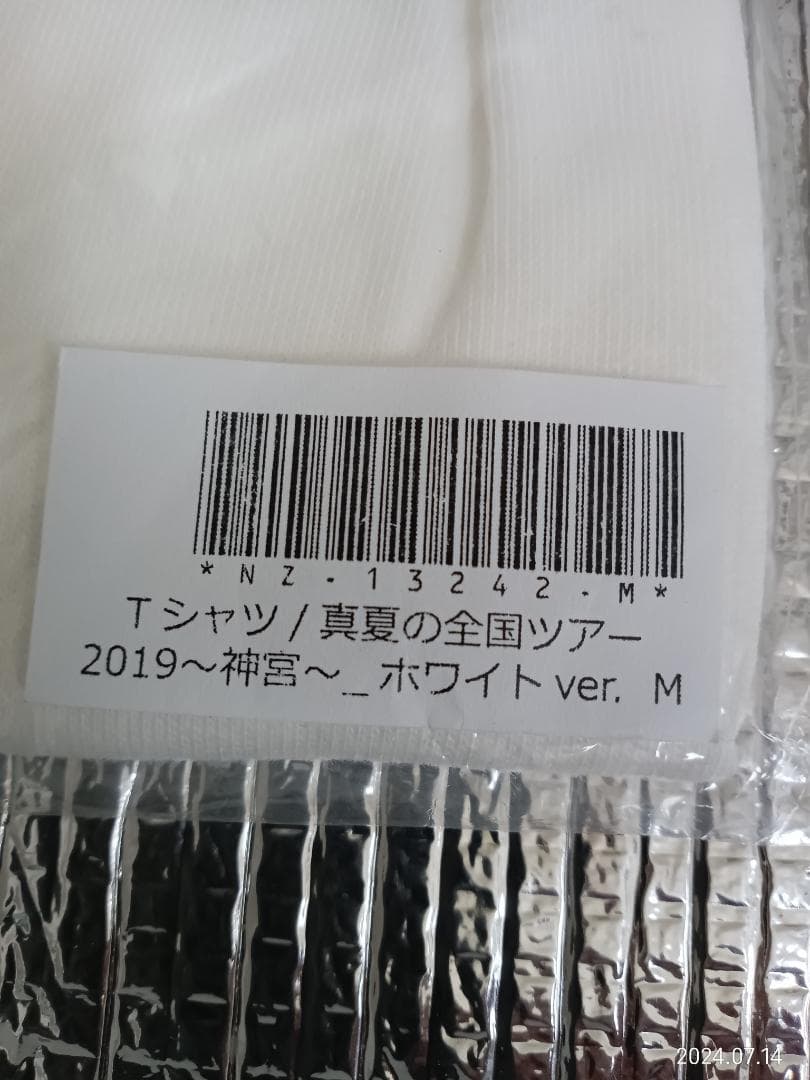 *NZ-13242-M*
Tシャツ/真夏の全国ツアー
2019～神宮～_ホワイトver. M
2024.07.14